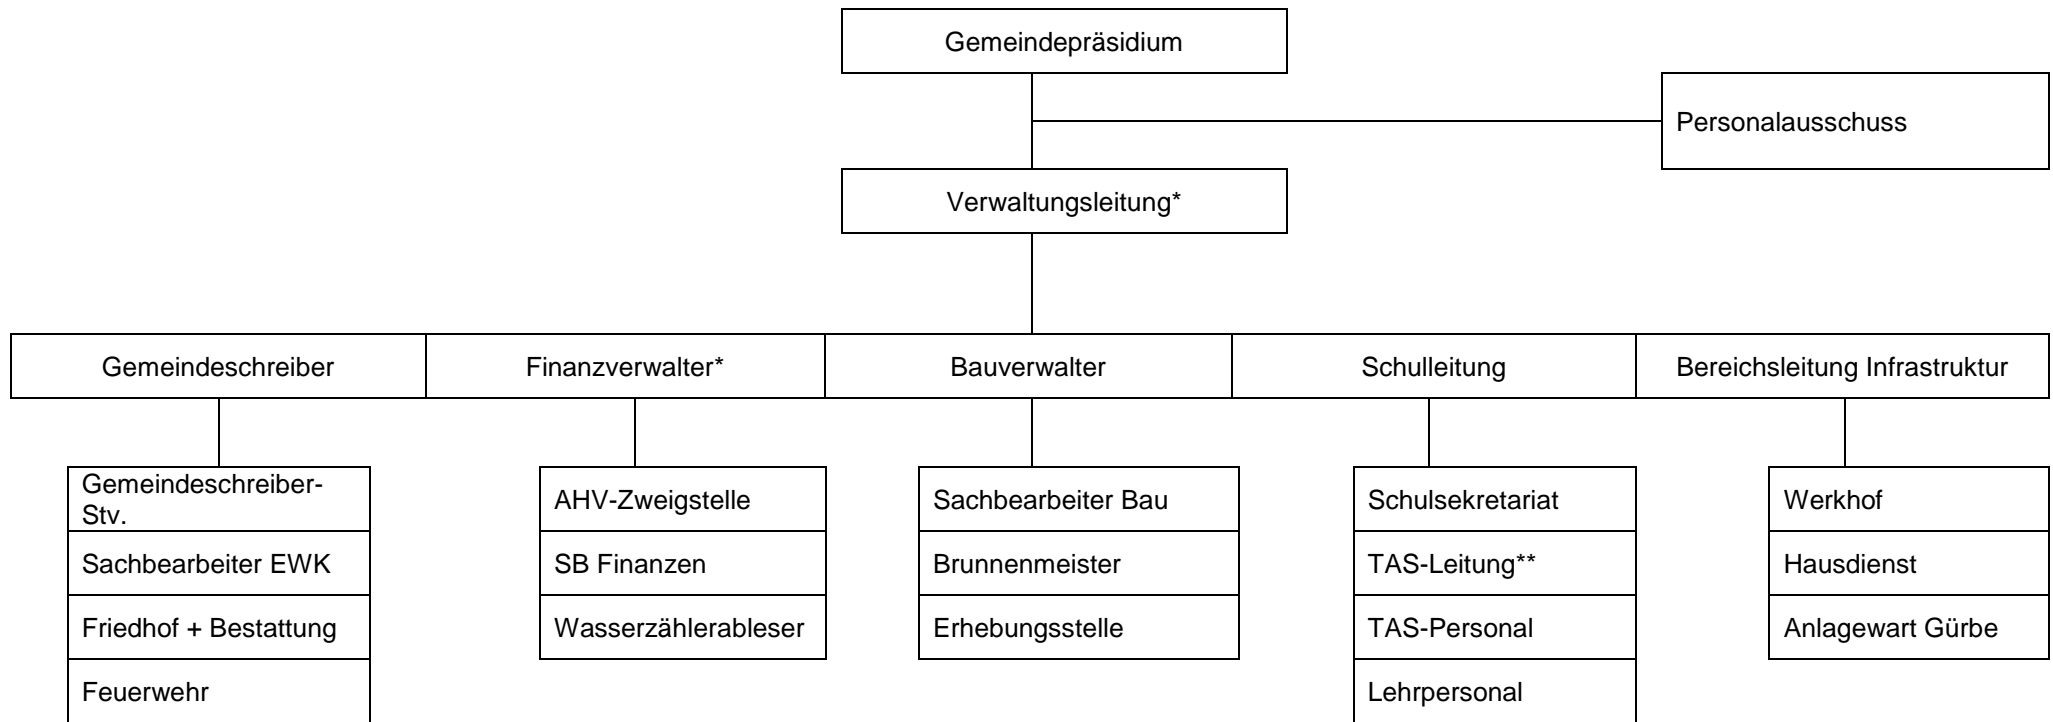 Gemeindepräsidium
Personalausschuss
Verwaltungsleitung*
Gemeindeschreiber
Finanzverwalter*
Bauverwalter
Schulleitung
Bereichsleitung Infrastruktur
Gemeindeschreiber-
Stv.
Sachbearbeiter EWK
Friedhof + Bestattung
Feuerwehr
AHV-Zweigstelle
SB Finanzen
Wasserzählerableser
Sachbearbeiter Bau
Brunnenmeister
Erhebungsstelle
Schulsekretariat
TAS-Leitung**
TAS-Personal
Lehrpersonal
Werkhof
Hausdienst
Anlagewart Gürbe